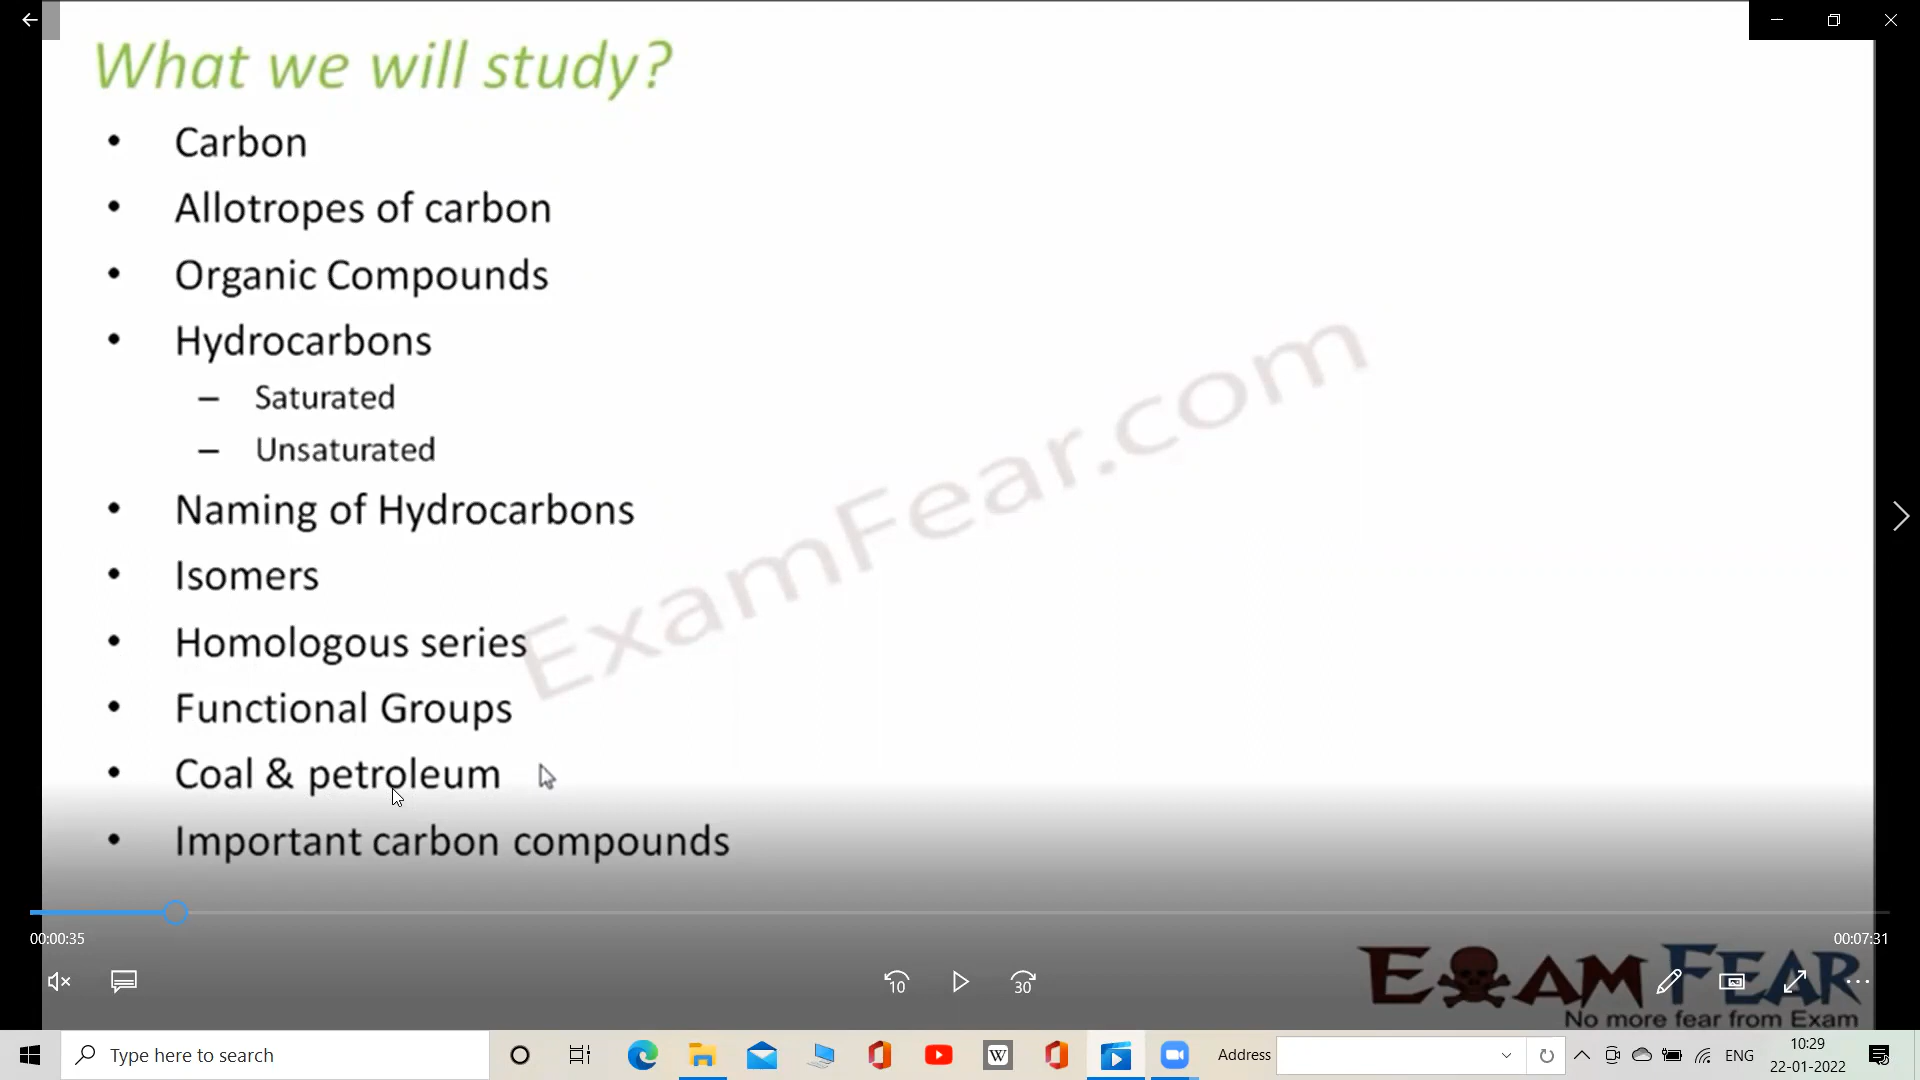 What we will study?
• Carbon
• Allotropes of carbon
• Organic Compounds
• Hydrocarbons
– Saturated
– Unsaturated
• Naming of Hydrocarbons
• Isomers
• Homologous series
• Functional Groups
• Coal & petroleum
• Important carbon compounds
ExamFear.com
00:00:35
00:07:31
10
30
EXAMFEAR
No more fear from Exam
Type here to search
W
Address
ENG
10:29
22-01-2022
3